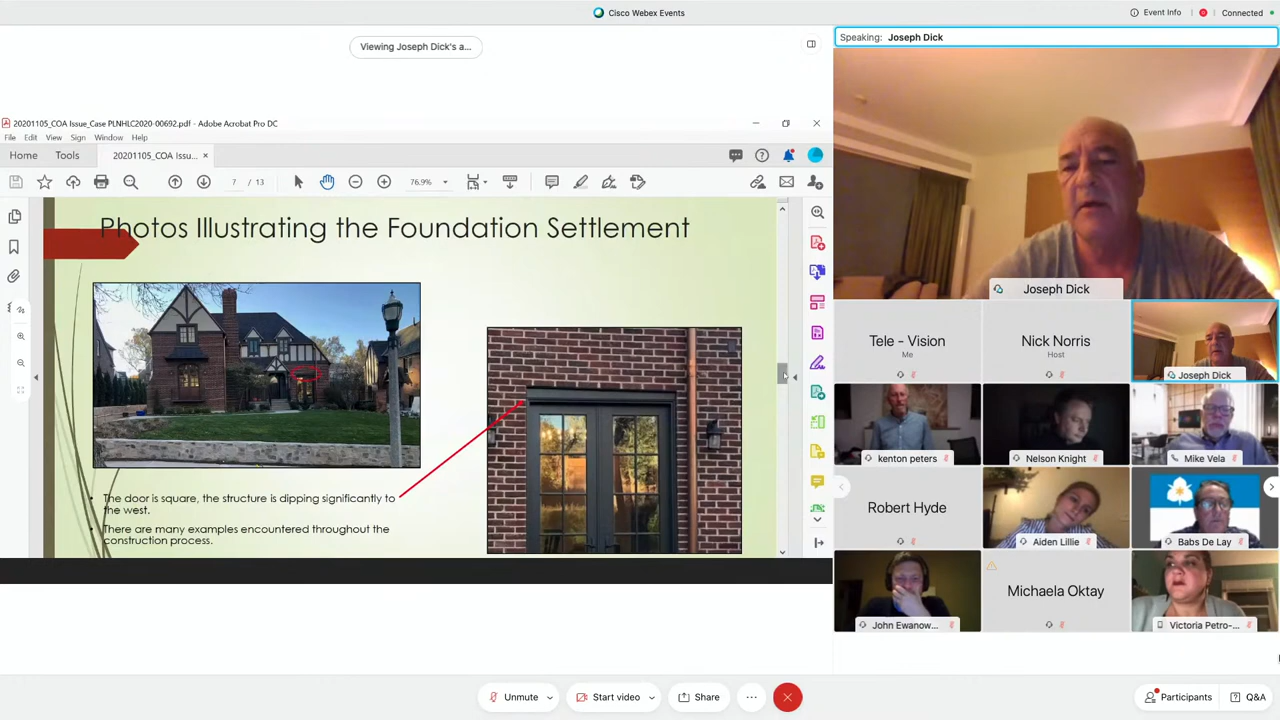 Cisco Webex Events
Event Info
Connected
Viewing Joseph Dick's a...
Speaking: Joseph Dick
20201105_COA Issue_Case PLNHLC2020-00692.pdf - Adobe Acrobat Pro DC
File Edit View Sign Window Help
Home Tools 20201105_COA Issu... ×
7 / 13 76.9%
Photos Illustrating the Foundation Settlement
The door is square, the structure is dipping significantly to
the west.
There are many examples encountered throughout the
construction process.
Joseph Dick
Tele - Vision
Me
Nick Norris
Host
Joseph Dick
kenton peters
Nelson Knight
Mike Vela
Robert Hyde
Aiden Lillie
Babs De Lay
John Ewanow...
Michaela Oktay
Victoria Petro-...
Unmute
Start video
Share
Participants
Q&A